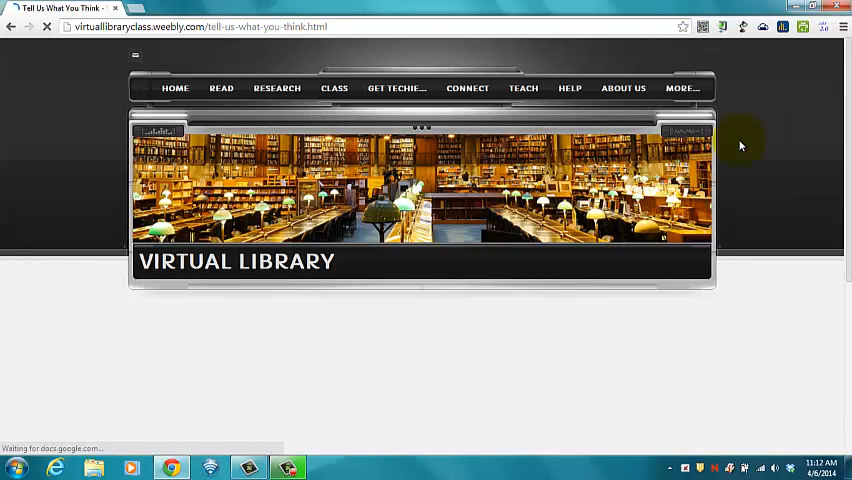 Tell Us What You Think -
virtuallibraryclass.weebly.com/tell-us-what-you-think.html
HOME READ RESEARCH CLASS GET TECHIE... CONNECT TEACH HELP ABOUT US MORE...
VIRTUAL LIBRARY
Waiting for docs.google.com...
11:12 AM
4/6/2014